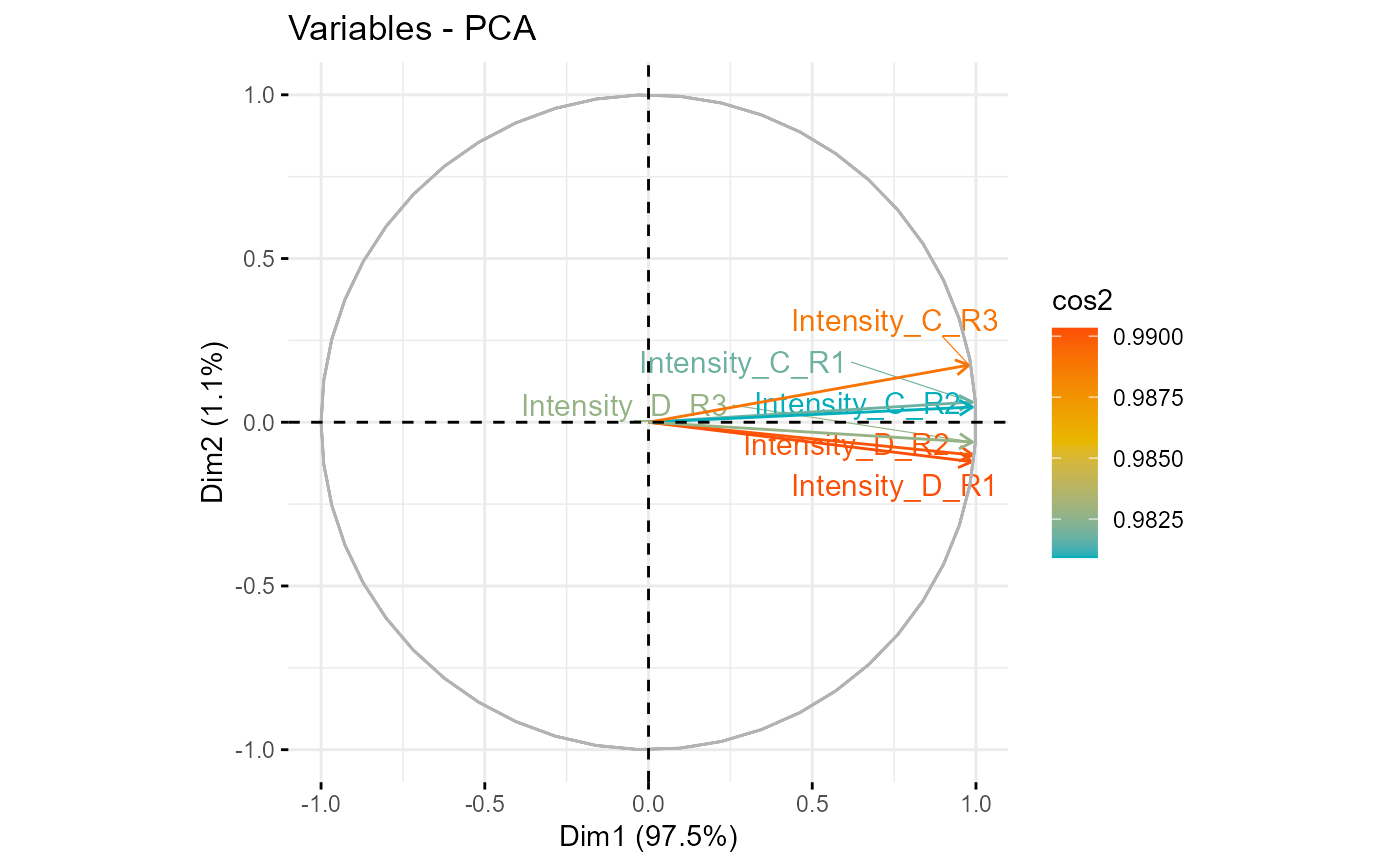 Variables - PCA
1.0
0.5
0.0
-0.5
-1.0
Dim2 (1.1%)
Intensity_C_R3
Intensity_C_R1
Intensity_D_R3
Intensity_C_R2
Intensity_D_R2
Intensity_D_R1
-1.0
-0.5
0.0
0.5
1.0
Dim1 (97.5%)
cos2
0.9900
0.9875
0.9850
0.9825